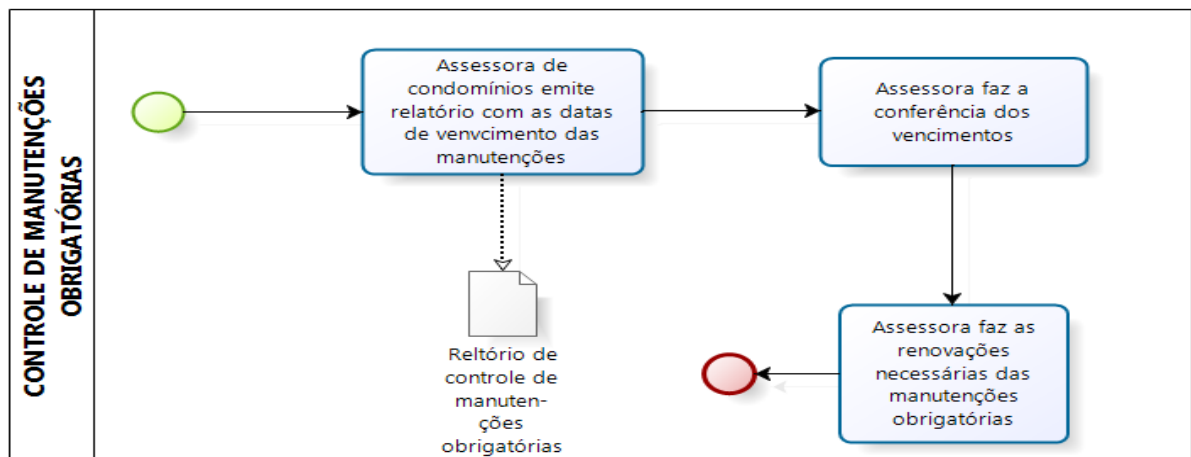 CONTROLE DE MANUTENÇÕES
OBRIGATÓRIAS
Assessora de
condomínios emite
relatório com as datas
de venvcimento das
manutenções
Assessora faz a
conferência dos
vencimentos
Reltório de
controle de
manuten-
ções
obrigatórias
Assessora faz as
renovações
necessárias das
manutenções
obrigatórias